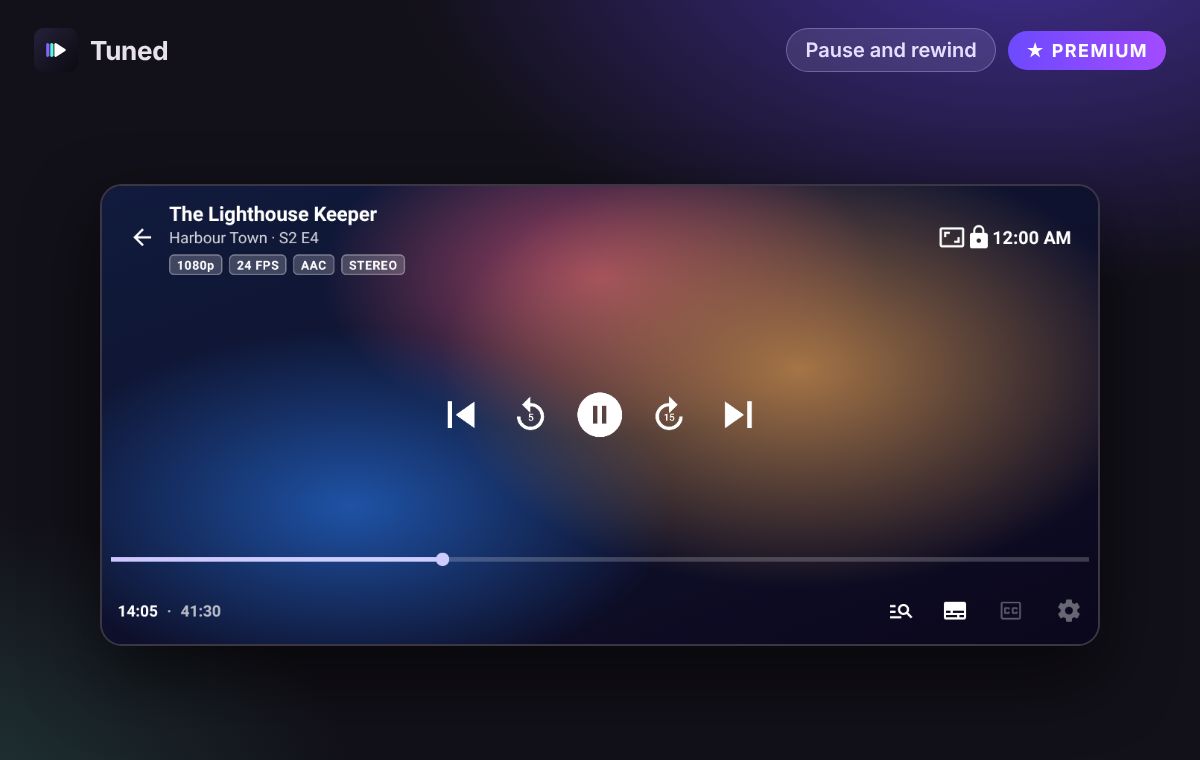 Tuned
Pause and rewind
★ PREMIUM
The Lighthouse Keeper
Harbour Town · S2 E4
1080p 24 FPS AAC STEREO
12:00 AM
5
15
14:05 · 41:30
CC